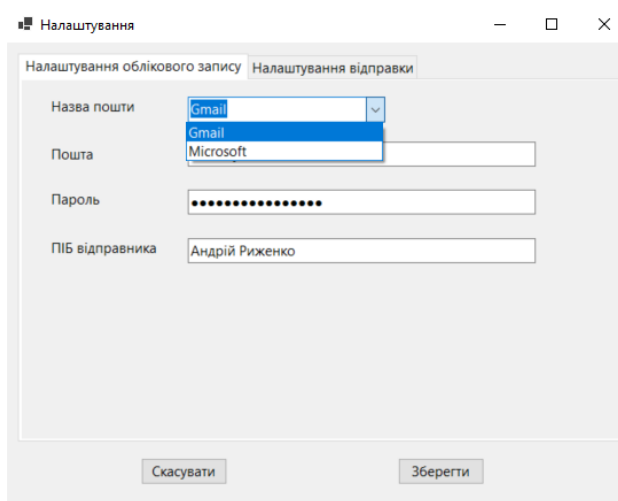 Налаштування
Налаштування облікового запису Налаштування відправки
Назва пошти Gmail
Gmail
Microsoft
Пошта
Пароль ••••••••••••••••
ПІБ відправника Андрій Риженко
Скасувати Зберегти